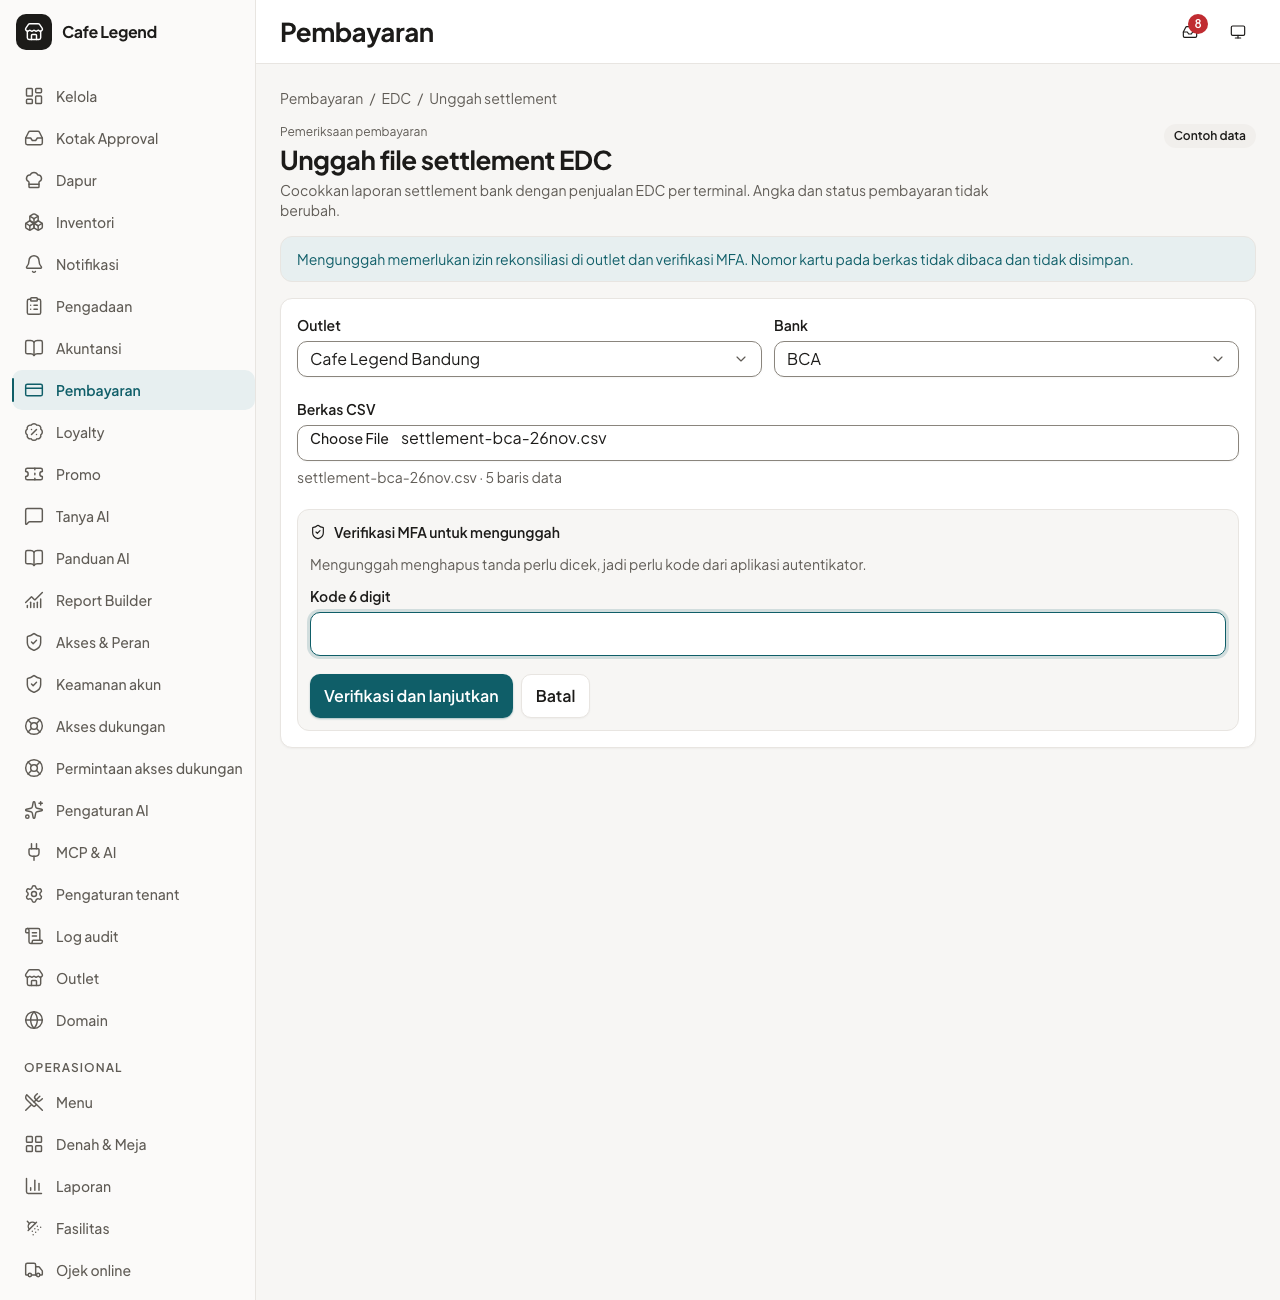 Cafe Legend
Kelola
Kotak Approval
Dapur
Inventori
Notifikasi
Pengadaan
Akuntansi
Pembayaran
Loyalty
Promo
Tanya AI
Panduan AI
Report Builder
Akses & Peran
Keamanan akun
Akses dukungan
Permintaan akses dukungan
Pengaturan AI
MCP & AI
Pengaturan tenant
Log audit
Outlet
Domain
OPERASIONAL
Menu
Denah & Meja
Laporan
Fasilitas
Ojek online
Pembayaran
8
Pembayaran / EDC / Unggah settlement
Pemeriksaan pembayaran
Contoh data
Unggah file settlement EDC
Cocokkan laporan settlement bank dengan penjualan EDC per terminal. Angka dan status pembayaran tidak
berubah.
Mengunggah memerlukan izin rekonsiliasi di outlet dan verifikasi MFA. Nomor kartu pada berkas tidak dibaca dan tidak disimpan.
Outlet
Bank
Cafe Legend Bandung
BCA
Berkas CSV
Choose File settlement-bca-26nov.csv
settlement-bca-26nov.csv · 5 baris data
Verifikasi MFA untuk mengunggah
Mengunggah menghapus tanda perlu dicek, jadi perlu kode dari aplikasi autentikator.
Kode 6 digit
Verifikasi dan lanjutkan
Batal